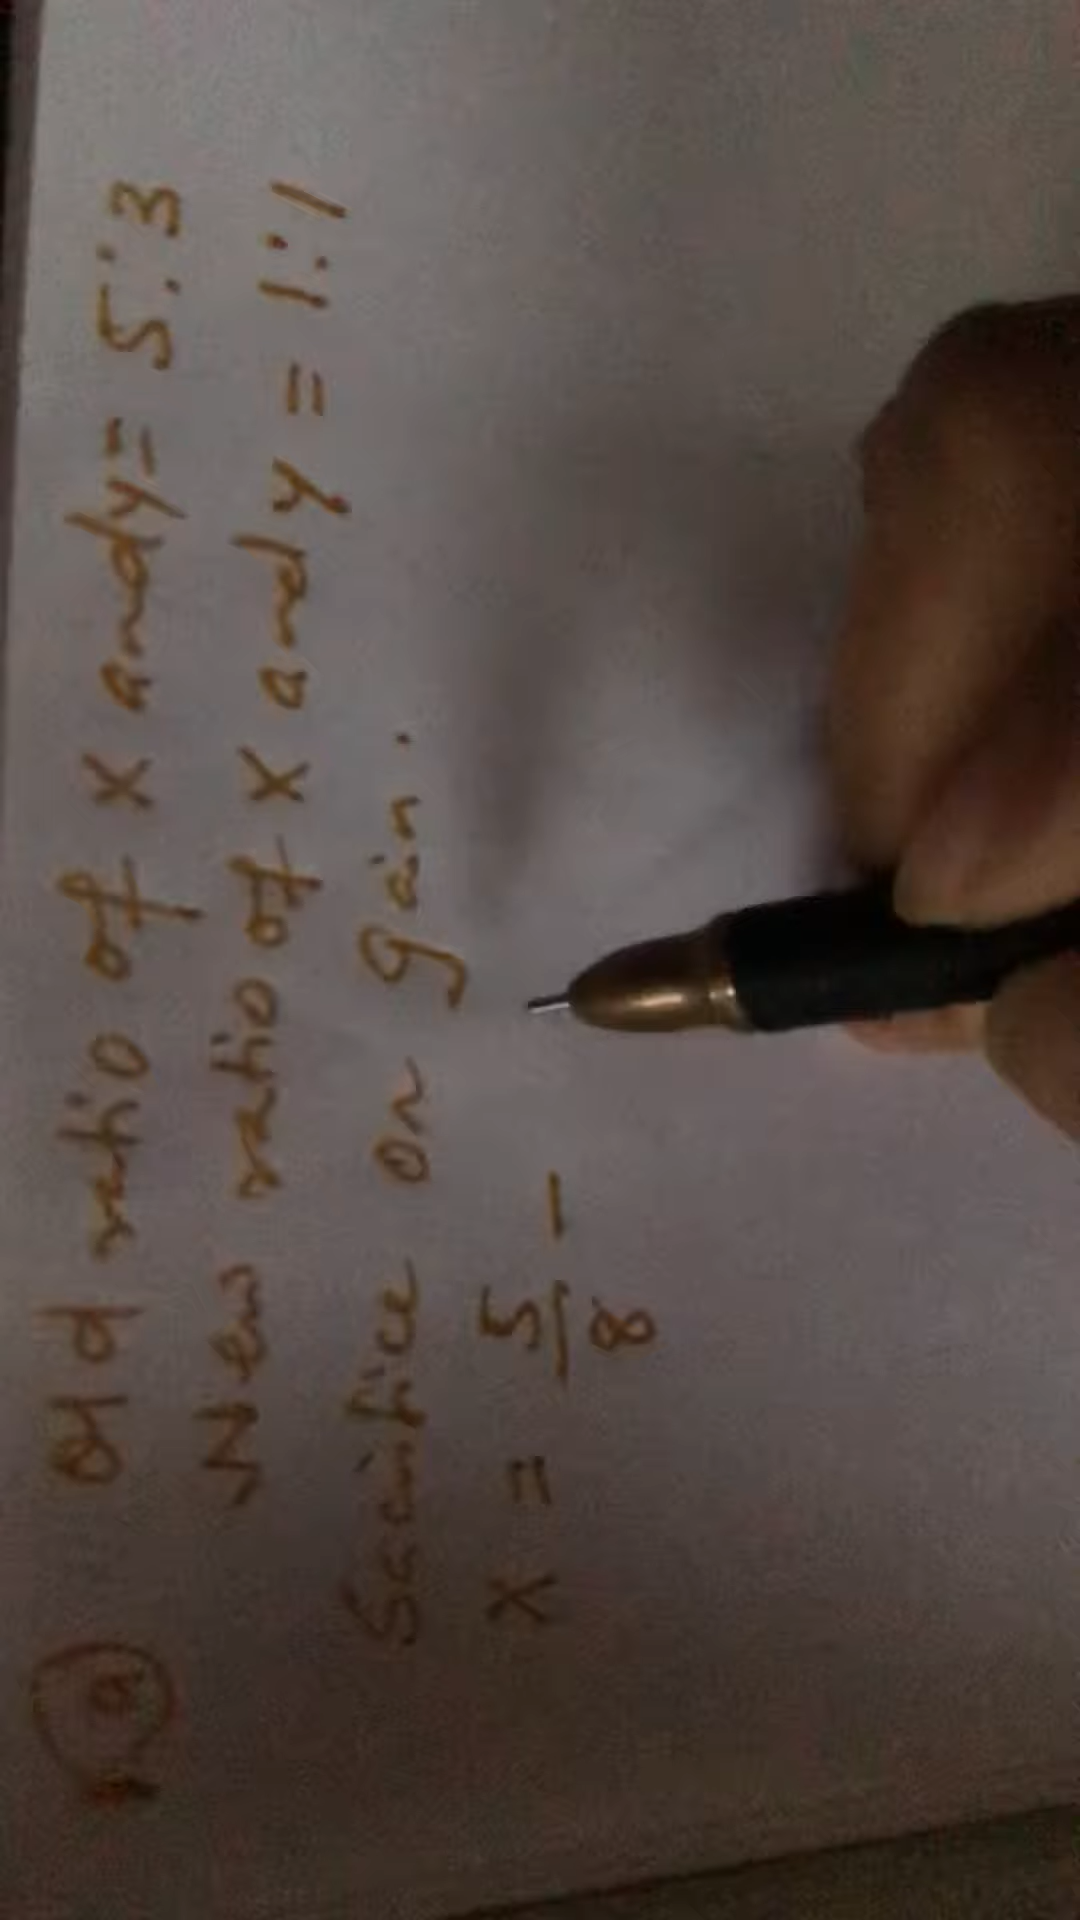 Old ratio of X and y = 5:3
New ratio of X and y = 1:1
Sacrifice or gain.
X = 5/8 -